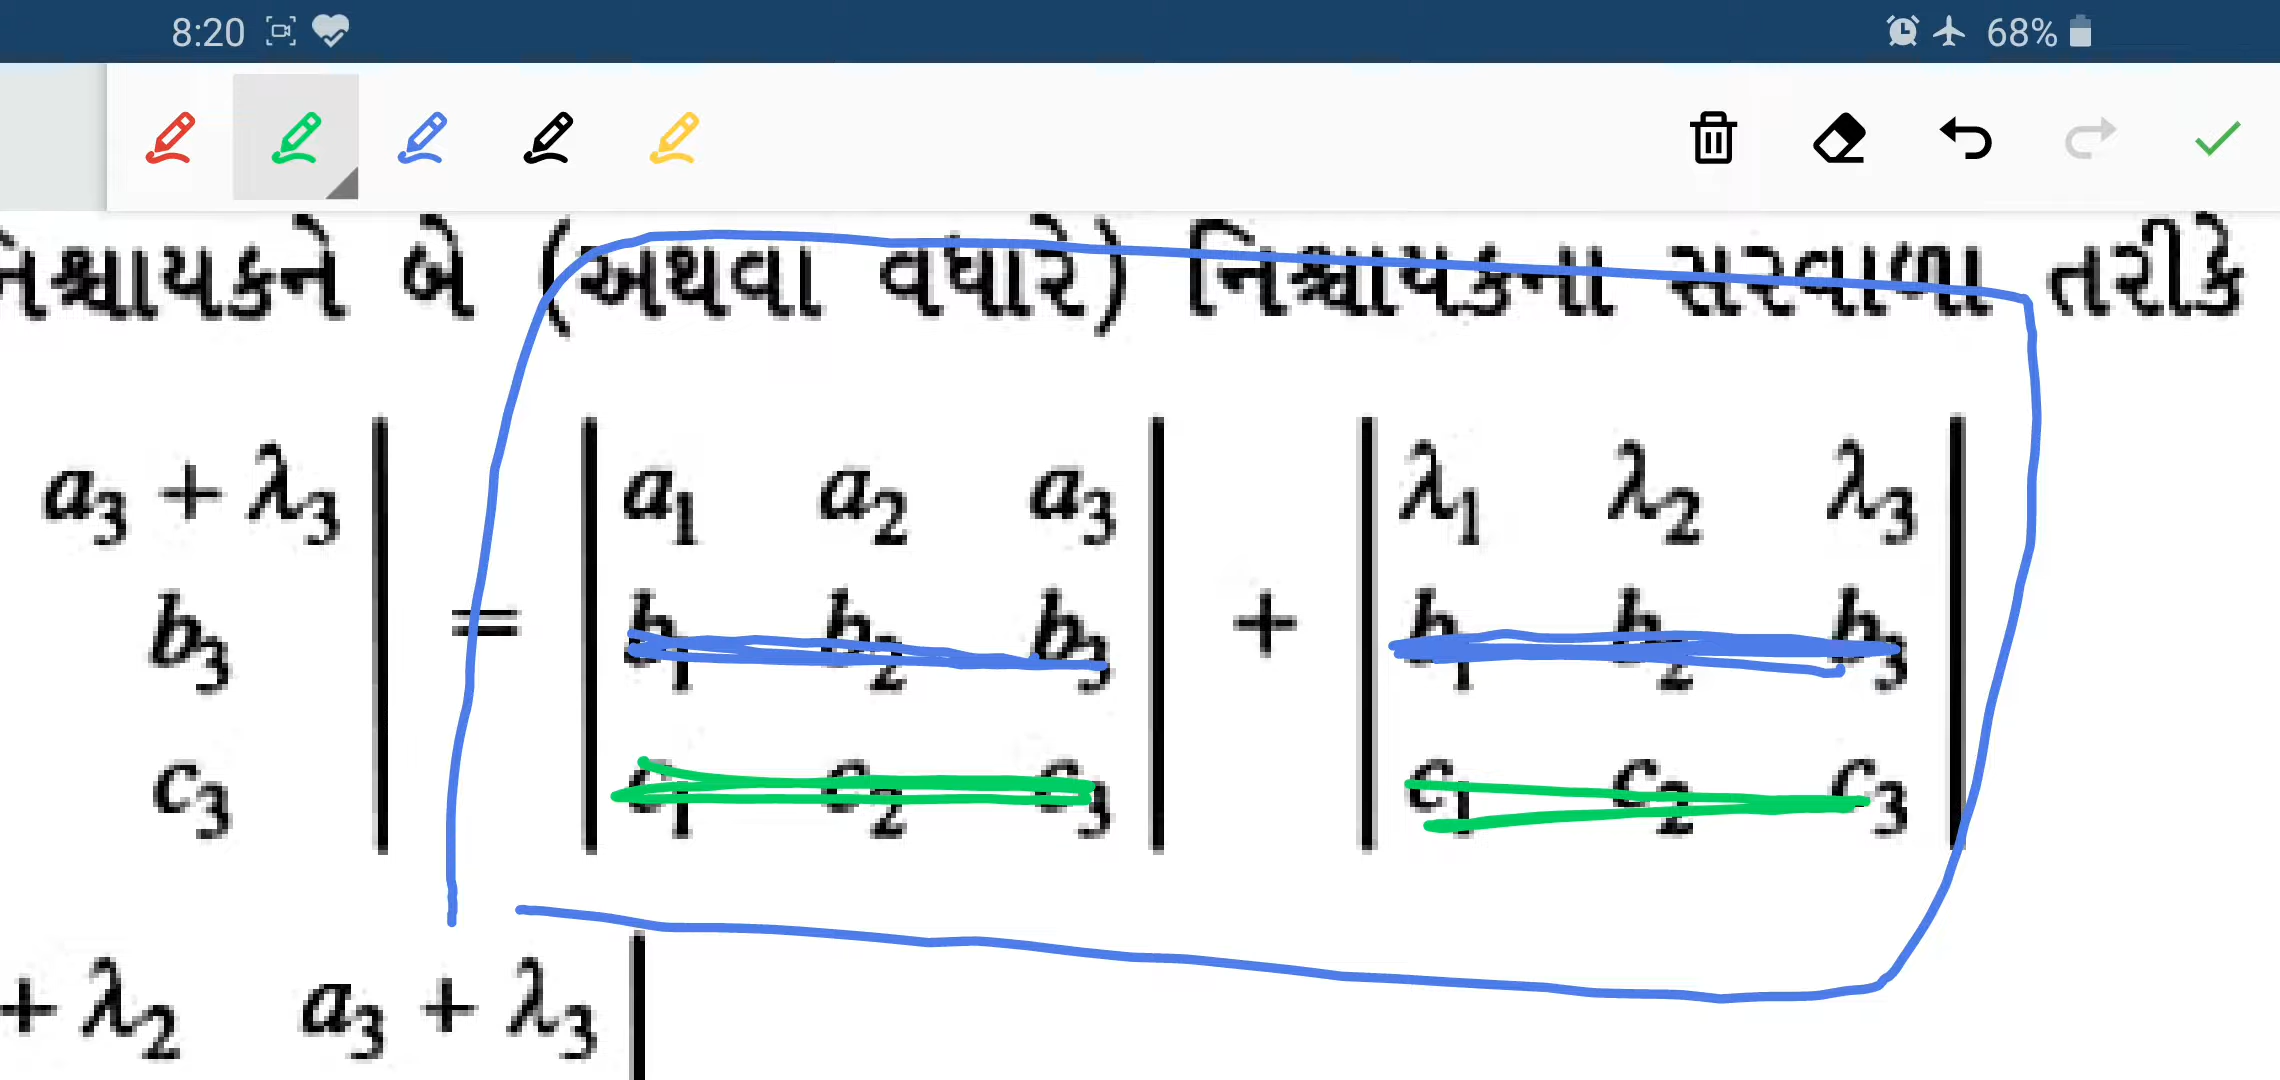 8:20 68%
નિશ્ચાયકને બે (અથવા વધારે) નિશ્ચાયકના સરવાળા તરીકે
a₃ + λ₃ | | a₁ a₂ a₃ | | λ₁ λ₂ λ₃ |
b₃ | = | b₁ b₂ b₃ | + | b₁ b₂ b₃ |
c₃ | | c₁ c₂ c₃ | | c₁ c₂ c₃ |
+ λ₂ a₃ + λ₃ |